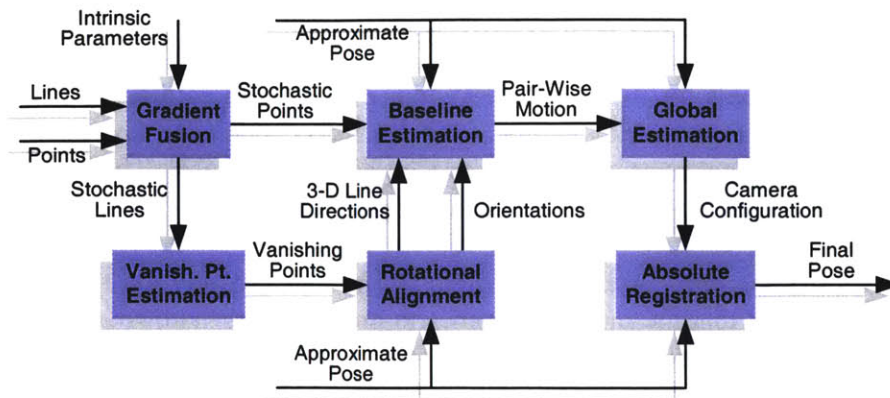 Intrinsic
Parameters
Approximate
Pose
Lines
Points
Gradient
Fusion
Stochastic
Points
Baseline
Estimation
Pair-Wise
Motion
Global
Estimation
Stochastic
Lines
3-D Line
Directions
Orientations
Camera
Configuration
Vanish. Pt.
Estimation
Vanishing
Points
Rotational
Alignment
Absolute
Registration
Final
Pose
Approximate
Pose